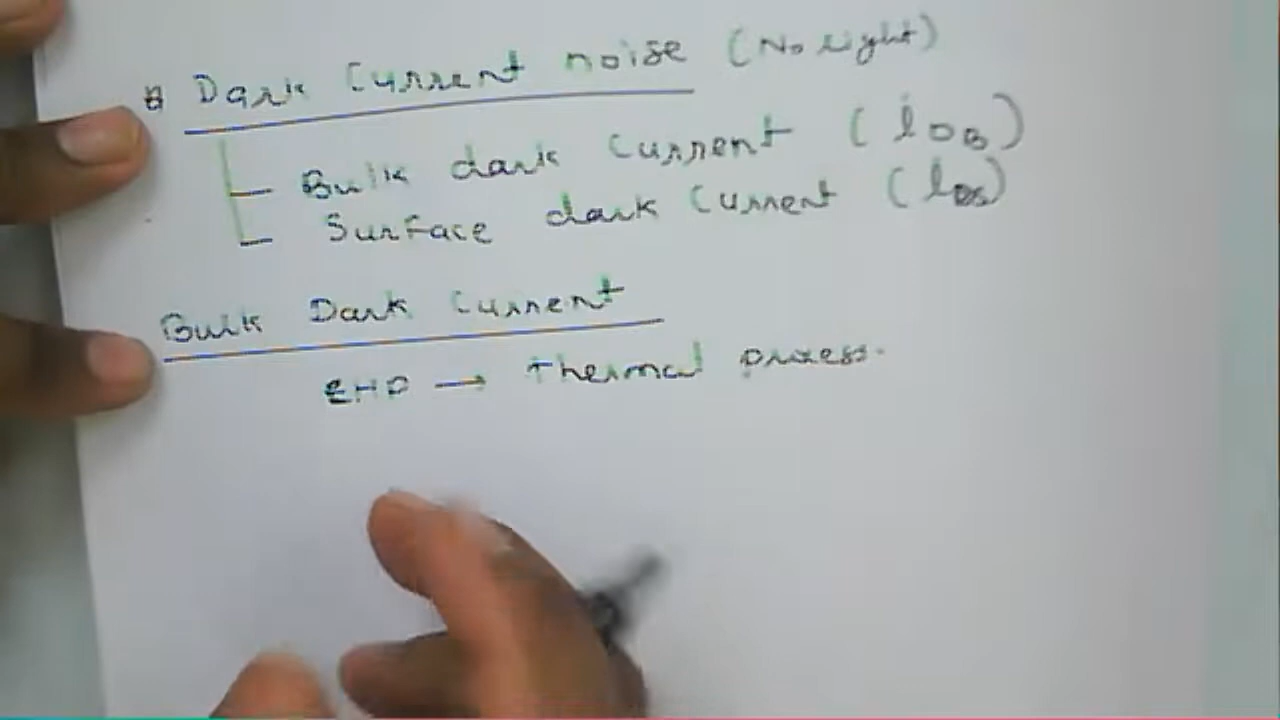 # Dark Current noise (No light)
Bulk dark current (iDB)
Surface dark current (iDS)
Bulk Dark Current
EHP → thermal process.